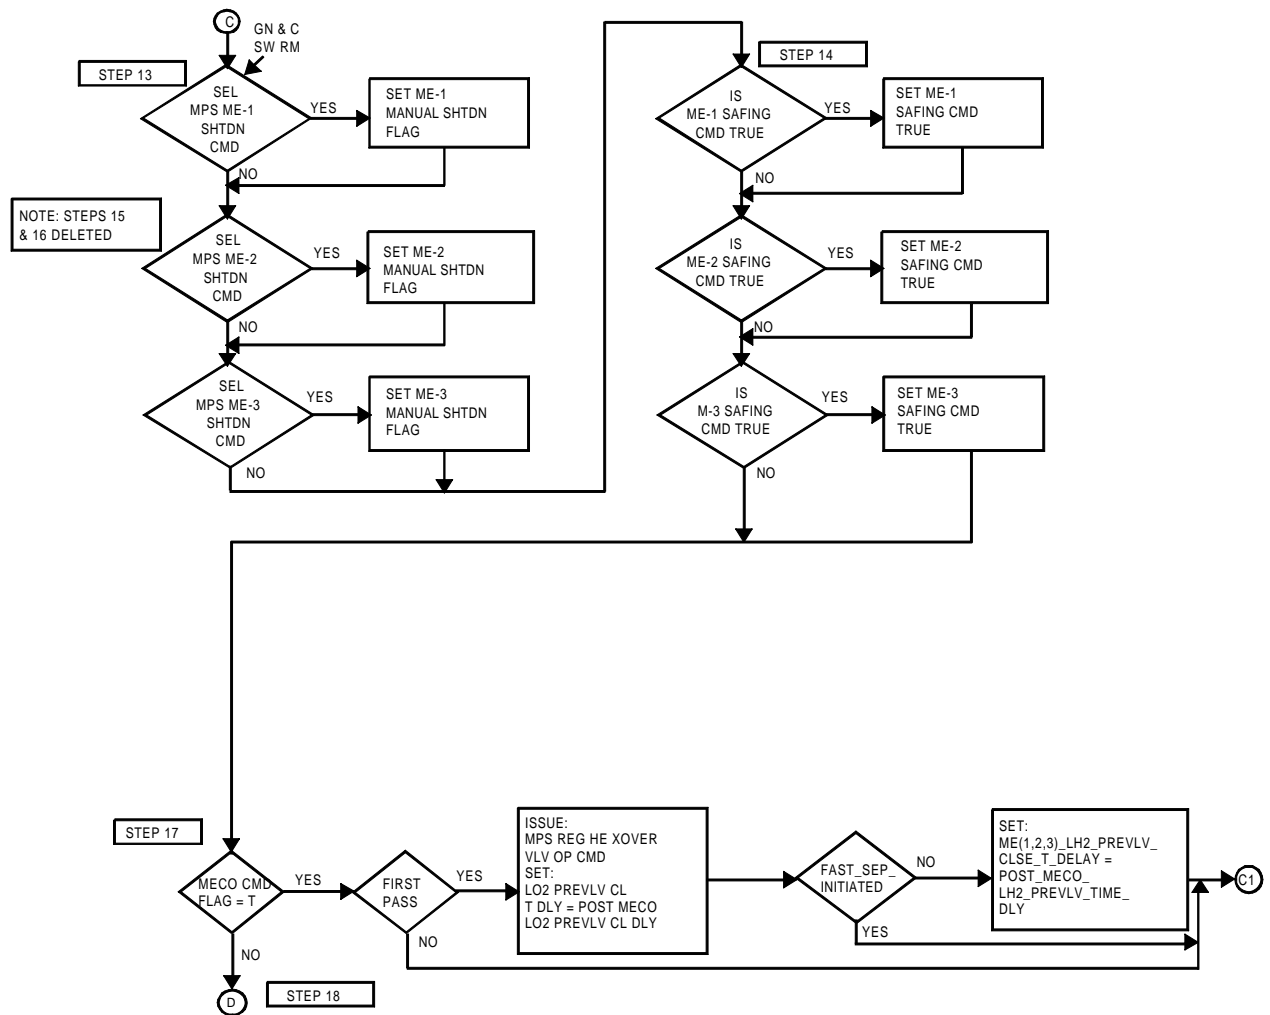 C
GN & C
SW RM
STEP 13
SEL
MPS ME-1
SHTDN
CMD
YES
SET ME-1
MANUAL SHTDN
FLAG
NO
NOTE: STEPS 15
& 16 DELETED
SEL
MPS ME-2
SHTDN
CMD
YES
SET ME-2
MANUAL SHTDN
FLAG
NO
SEL
MPS ME-3
SHTDN
CMD
YES
SET ME-3
MANUAL SHTDN
FLAG
NO
STEP 14
IS
ME-1 SAFING
CMD TRUE
YES
SET ME-1
SAFING CMD
TRUE
NO
IS
ME-2 SAFING
CMD TRUE
YES
SET ME-2
SAFING CMD
TRUE
NO
IS
M-3 SAFING
CMD TRUE
YES
SET ME-3
SAFING CMD
TRUE
NO
STEP 17
MECO CMD
FLAG = T
YES
NO
D
STEP 18
FIRST
PASS
YES
NO
ISSUE:
MPS REG HE XOVER
VLV OP CMD
SET:
LO2 PREVLV CL
T DLY = POST MECO
LO2 PREVLV CL DLY
FAST_SEP_
INITIATED
NO
YES
SET:
ME(1,2,3)_LH2_PREVLV_
CLSE_T_DELAY =
POST_MECO_
LH2_PREVLV_TIME_
DLY
C1